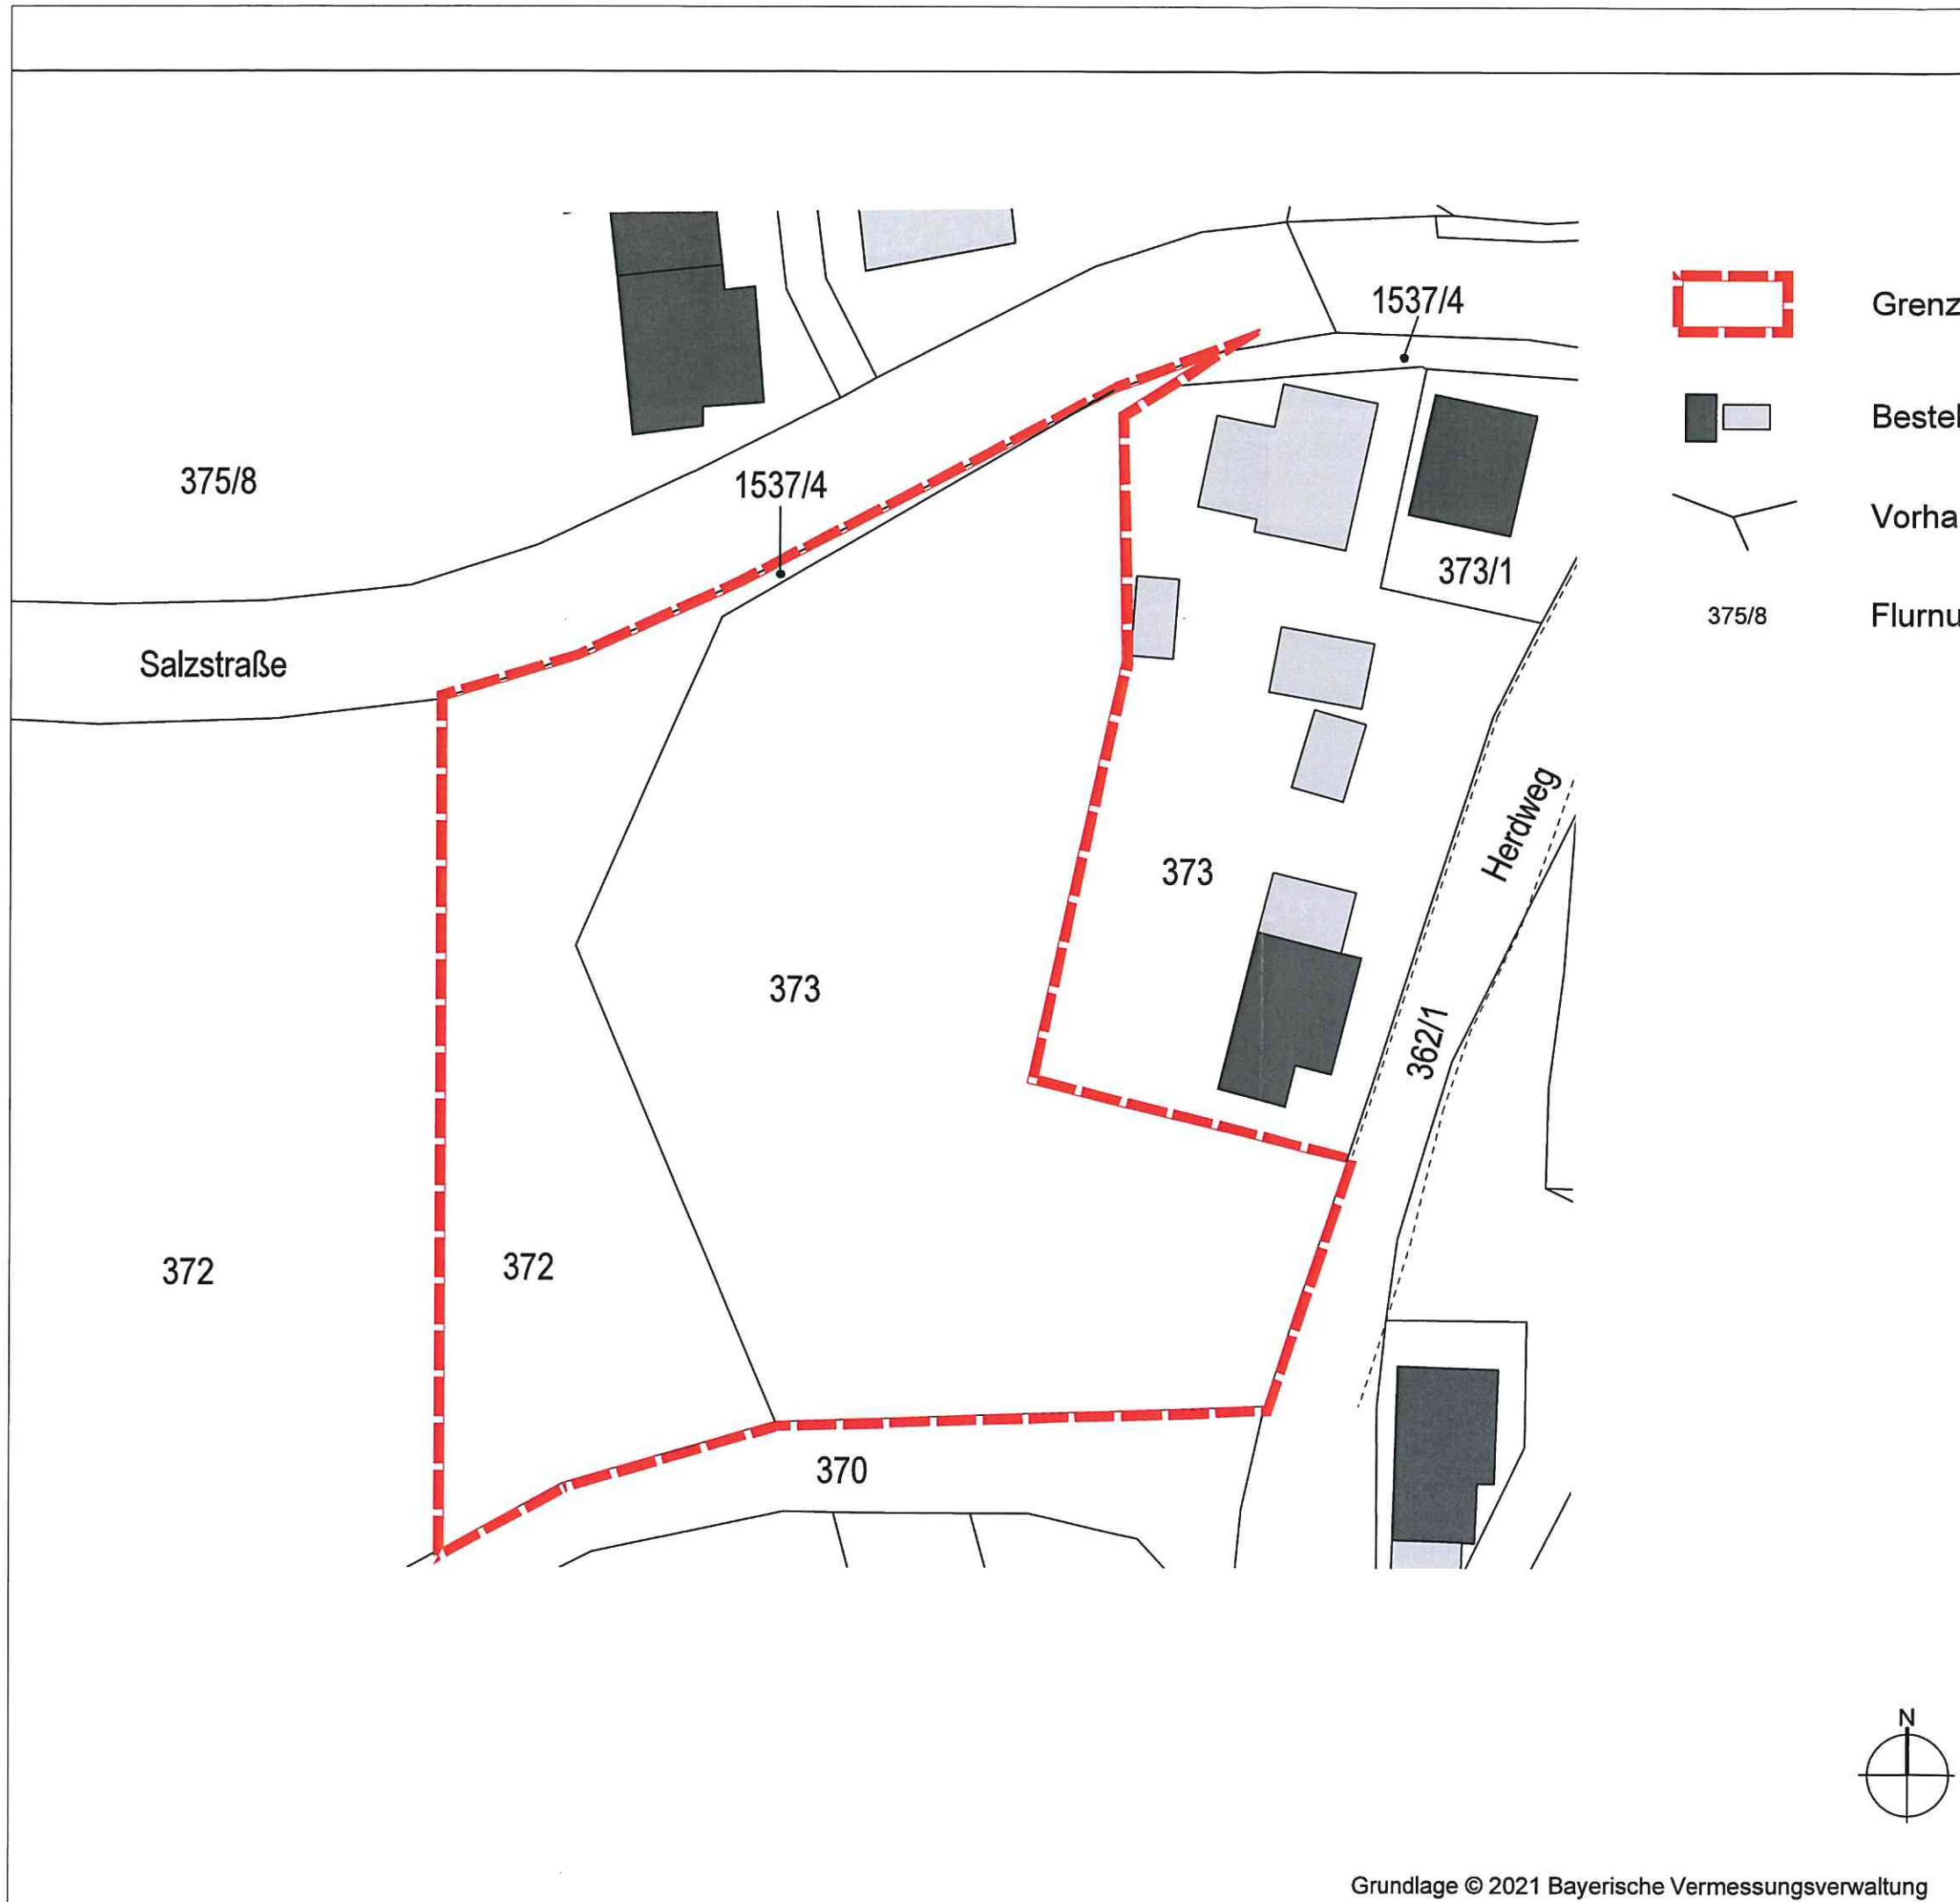 1537/4
Grenz
Bestel
375/8
1537/4
Vorha
373/1
375/8
Flurnu
Salzstraße
Herdweg
373
373
362/1
372
372
370
N
Grundlage © 2021 Bayerische Vermessungsverwaltung